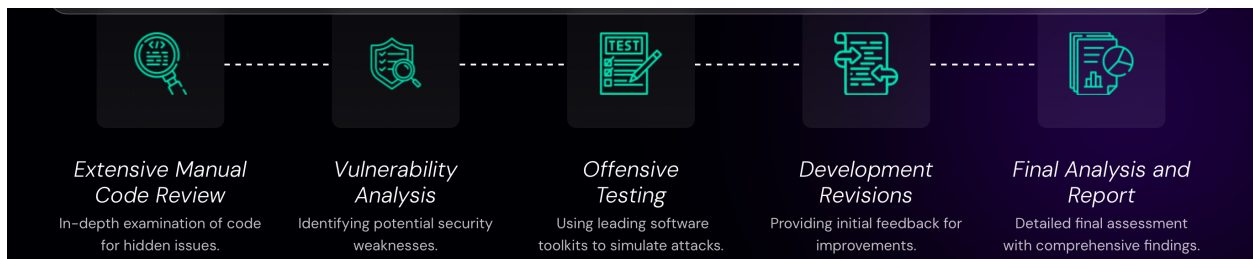 TEST
Extensive Manual
Code Review
In-depth examination of code
for hidden issues.
Vulnerability
Analysis
Identifying potential security
weaknesses.
Offensive
Testing
Using leading software
toolkits to simulate attacks.
Development
Revisions
Providing initial feedback for
improvements.
Final Analysis and
Report
Detailed final assessment
with comprehensive findings.